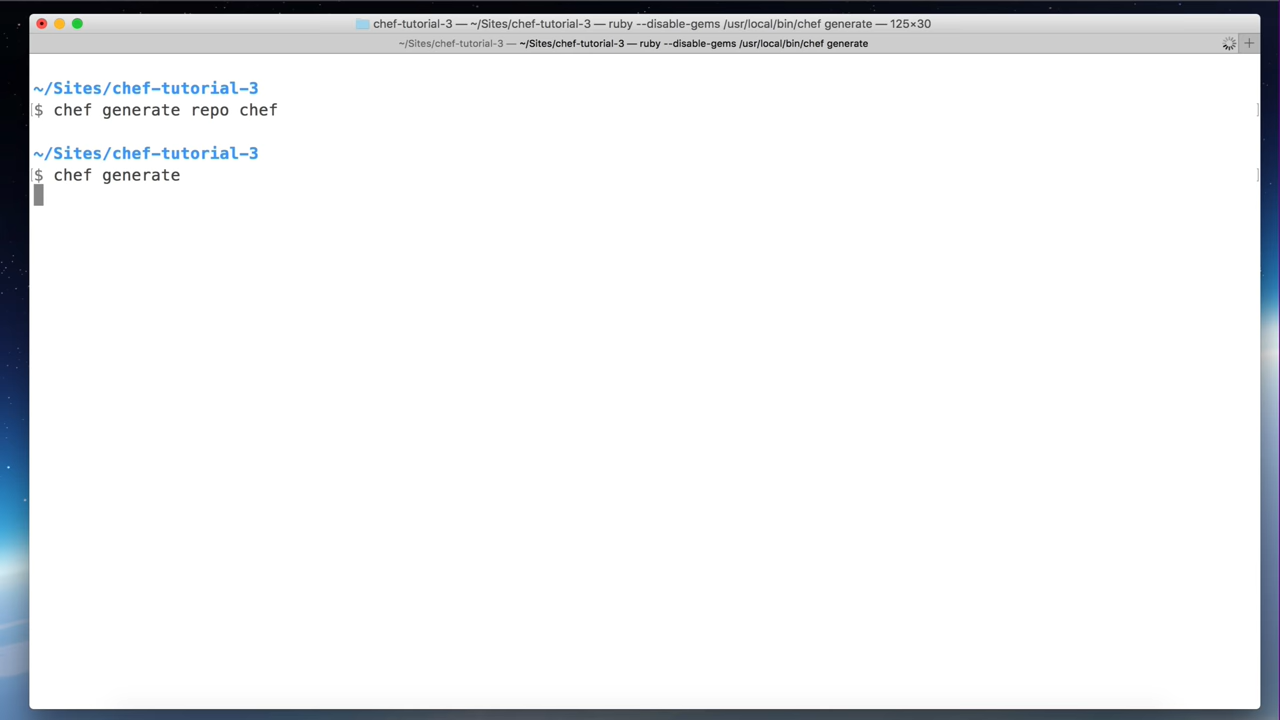 chef-tutorial-3 — ~/Sites/chef-tutorial-3 — ruby --disable-gems /usr/local/bin/chef generate — 125×30
~/Sites/chef-tutorial-3 — ~/Sites/chef-tutorial-3 — ruby --disable-gems /usr/local/bin/chef generate
~/Sites/chef-tutorial-3
[$ chef generate repo chef ]
~/Sites/chef-tutorial-3
[$ chef generate ]